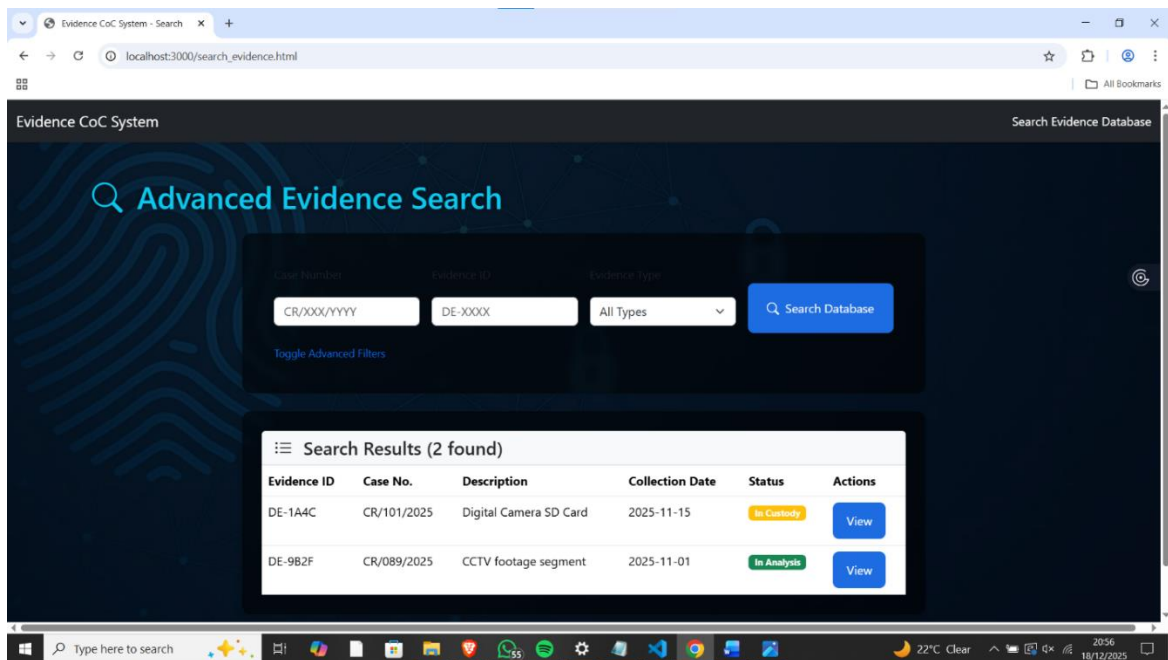 Evidence CoC System - Search
localhost:3000/search_evidence.html
All Bookmarks
Evidence CoC System
Search Evidence Database
Advanced Evidence Search
Case Number Evidence ID Evidence Type
CR/XXX/YYYY DE-XXXX All Types Search Database
Toggle Advanced Filters
Search Results (2 found)
Evidence ID Case No. Description Collection Date Status Actions
DE-1A4C CR/101/2025 Digital Camera SD Card 2025-11-15 In Custody View
DE-9B2F CR/089/2025 CCTV footage segment 2025-11-01 In Analysis View
Type here to search
55
22°C Clear
20:56
18/12/2025